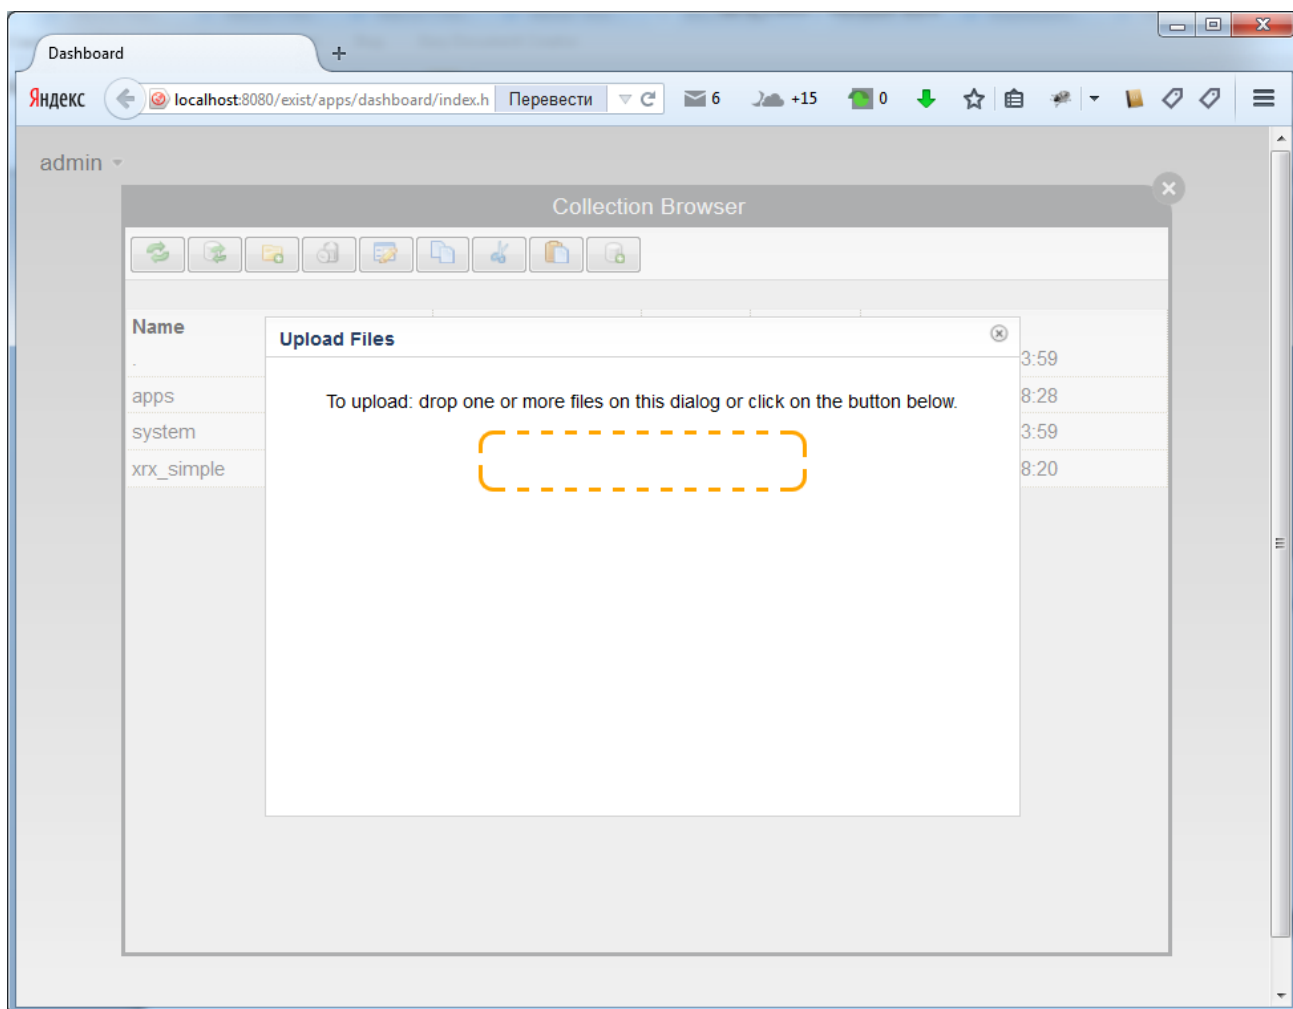 Dashboard
Яндекс localhost:8080/exist/apps/dashboard/index.h Перевести 6 +15 0
admin
Collection Browser
Name
Upload Files
. 3:59
apps To upload: drop one or more files on this dialog or click on the button below. 8:28
system 3:59
xrx_simple 8:20